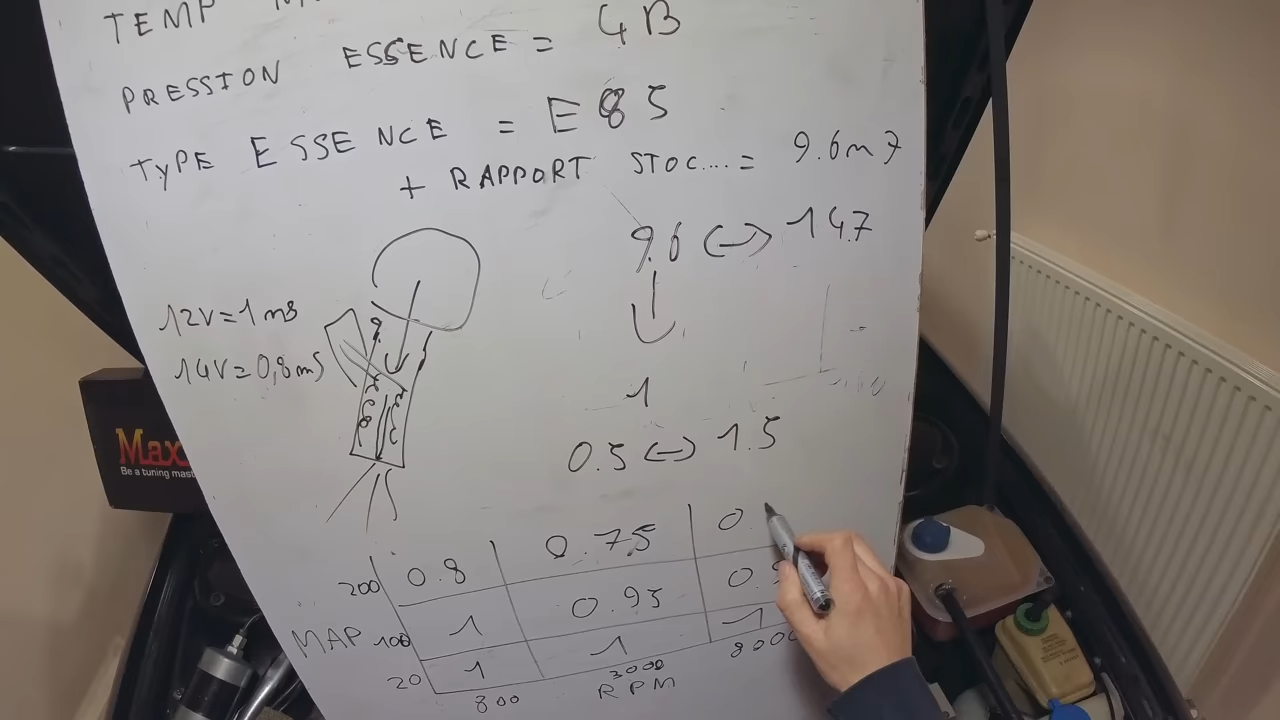 TEMP
PRESSION ESSENCE = 4B
TYPE ESSENCE = E85
+ RAPPORT STOC.... =
9.6 <-> 14.7
12V = 1ms
14V = 0,8mS
1
0.5 <-> 1.5
200 0.8 0.75 0.
MAP 100 1 0.95 0.9
20 1 1 1
800 3000 8000
RPM
Max
Be a tuning mast